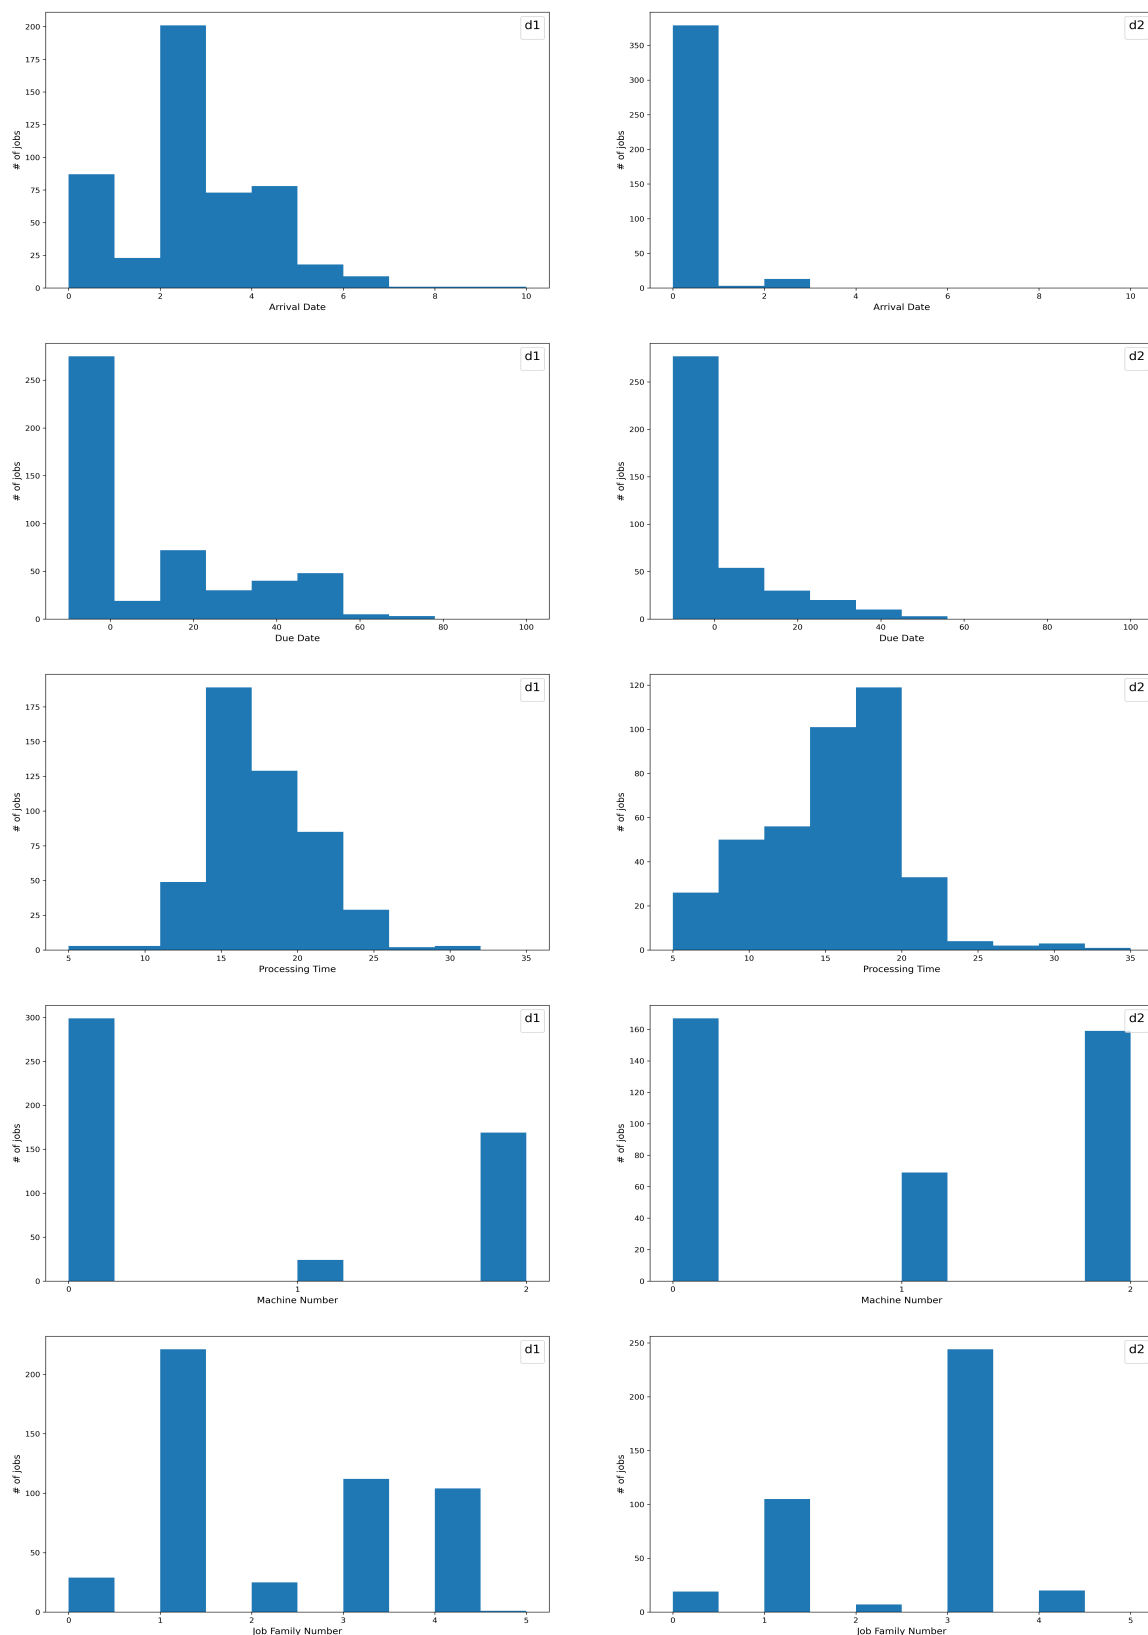 d1
200
175
150
125
100
75
50
25
0
# of jobs
0 2 4 6 8 10
Arrival Date
d2
350
300
250
200
150
100
50
0
# of jobs
0 2 4 6 8 10
Arrival Date
d1
250
200
150
100
50
0
# of jobs
0 20 40 60 80 100
Due Date
d2
250
200
150
100
50
0
# of jobs
0 20 40 60 80 100
Due Date
d1
175
150
125
100
75
50
25
0
# of jobs
5 10 15 20 25 30 35
Processing Time
d2
120
100
80
60
40
20
0
# of jobs
5 10 15 20 25 30 35
Processing Time
d1
300
250
200
150
100
50
0
# of jobs
0 1 2
Machine Number
d2
160
140
120
100
80
60
40
20
0
# of jobs
0 1 2
Machine Number
d1
200
150
100
50
0
# of jobs
0 1 2 3 4 5
Job Family Number
d2
250
200
150
100
50
0
# of jobs
0 1 2 3 4 5
Job Family Number